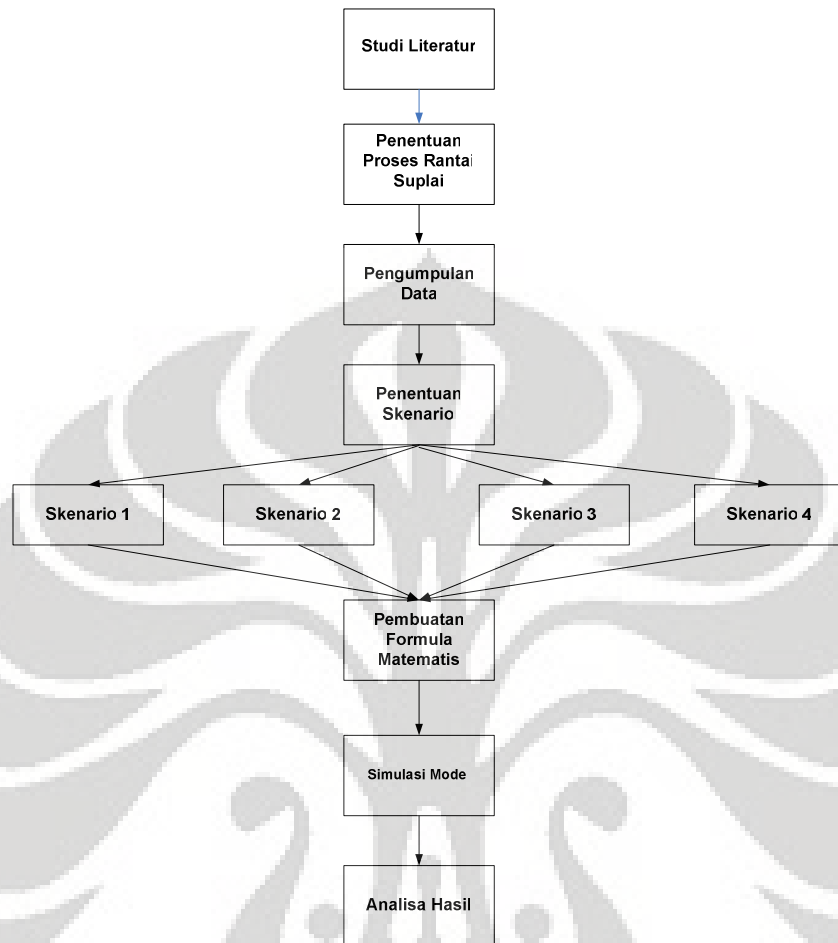 Studi Literatur
Penentuan
Proses Rantai
Suplai
Pengumpulan
Data
Penentuan
Skenario
Skenario 1
Skenario 2
Skenario 3
Skenario 4
Pembuatan
Formula
Matematis
Simulasi Mode
Analisa Hasil